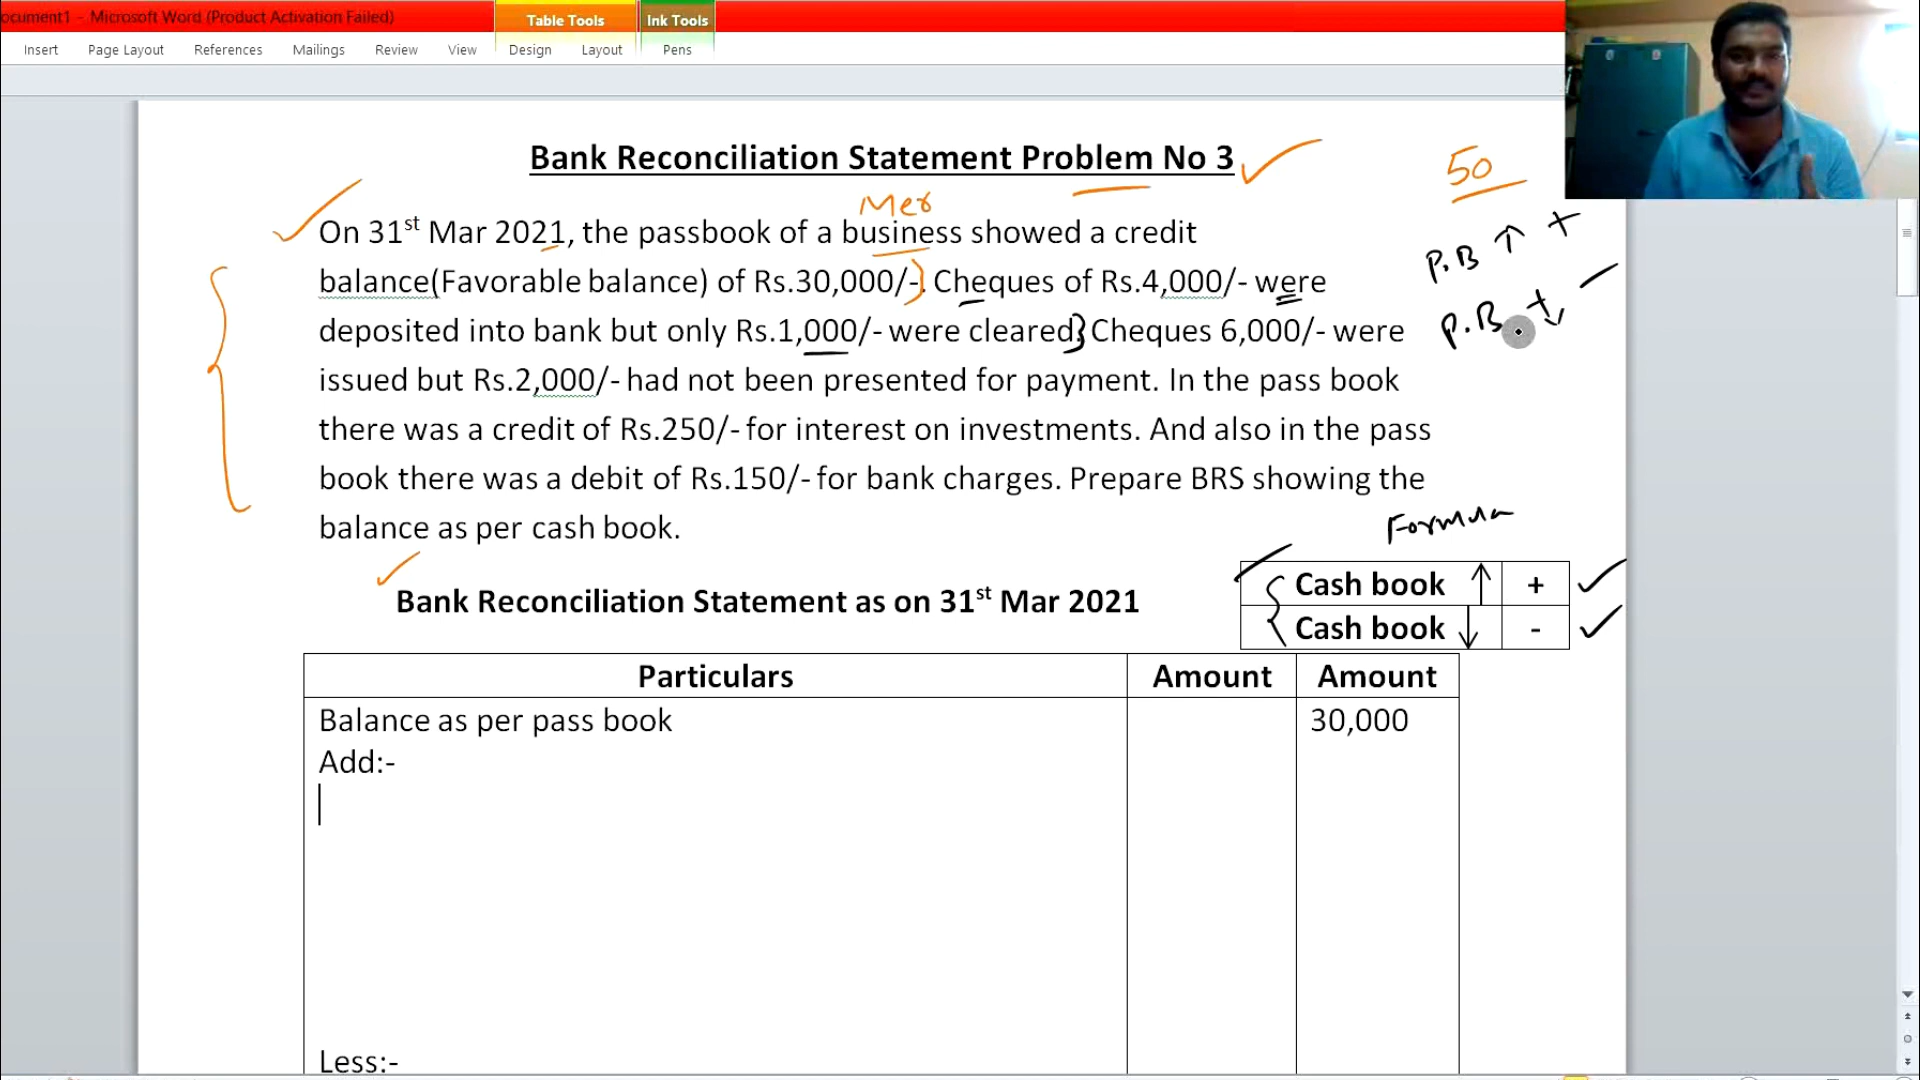 ocument1 - Microsoft Word (Product Activation Failed)
Table Tools
Ink Tools
Insert Page Layout References Mailings Review View Design Layout Pens
Bank Reconciliation Statement Problem No 3
50
Mer
On 31st Mar 2021, the passbook of a business showed a credit
balance(Favorable balance) of Rs.30,000/-. Cheques of Rs.4,000/- were
deposited into bank but only Rs.1,000/- were cleared. Cheques 6,000/- were
issued but Rs.2,000/- had not been presented for payment. In the pass book
there was a credit of Rs.250/- for interest on investments. And also in the pass
book there was a debit of Rs.150/- for bank charges. Prepare BRS showing the
balance as per cash book.
P.B ↑ +
P.B ↓ -
Formula
Cash book ↑ +
Cash book ↓ -
Bank Reconciliation Statement as on 31st Mar 2021
Particulars Amount Amount
Balance as per pass book 30,000
Add:-
Less:-